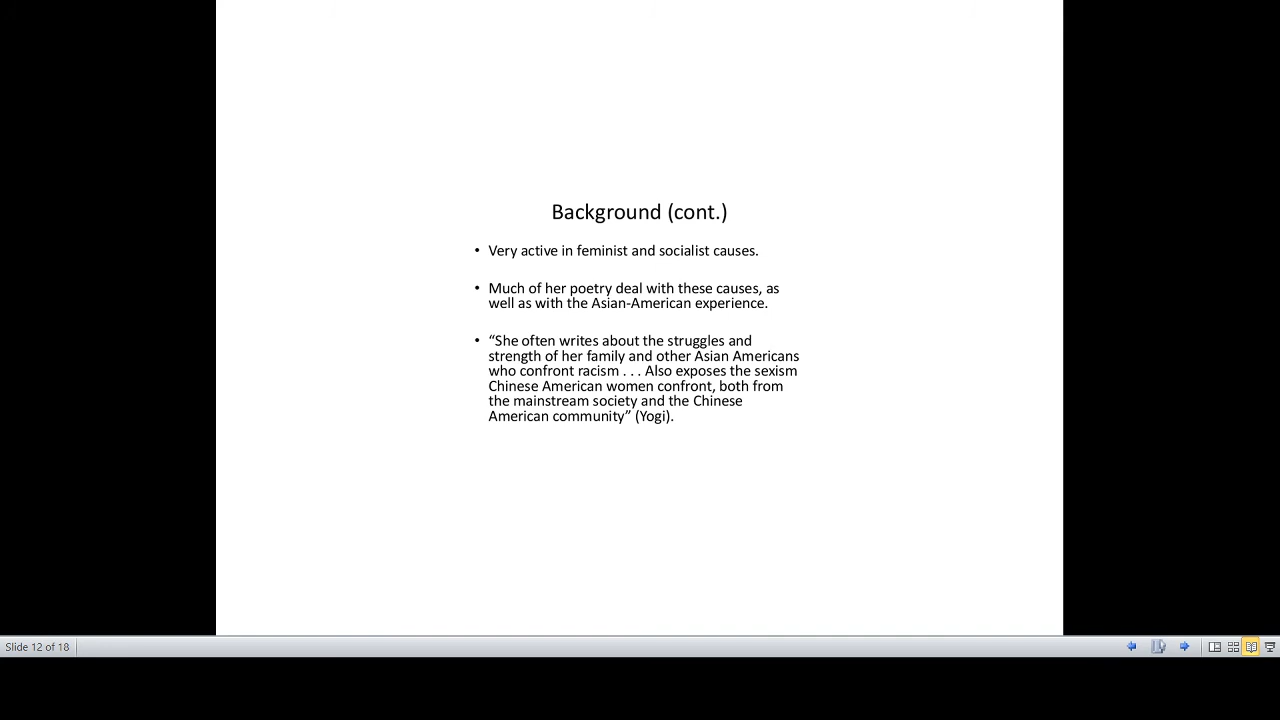 Background (cont.)
• Very active in feminist and socialist causes.
• Much of her poetry deal with these causes, as
well as with the Asian-American experience.
• “She often writes about the struggles and
strength of her family and other Asian Americans
who confront racism . . . Also exposes the sexism
Chinese American women confront, both from
the mainstream society and the Chinese
American community” (Yogi).
Slide 12 of 18